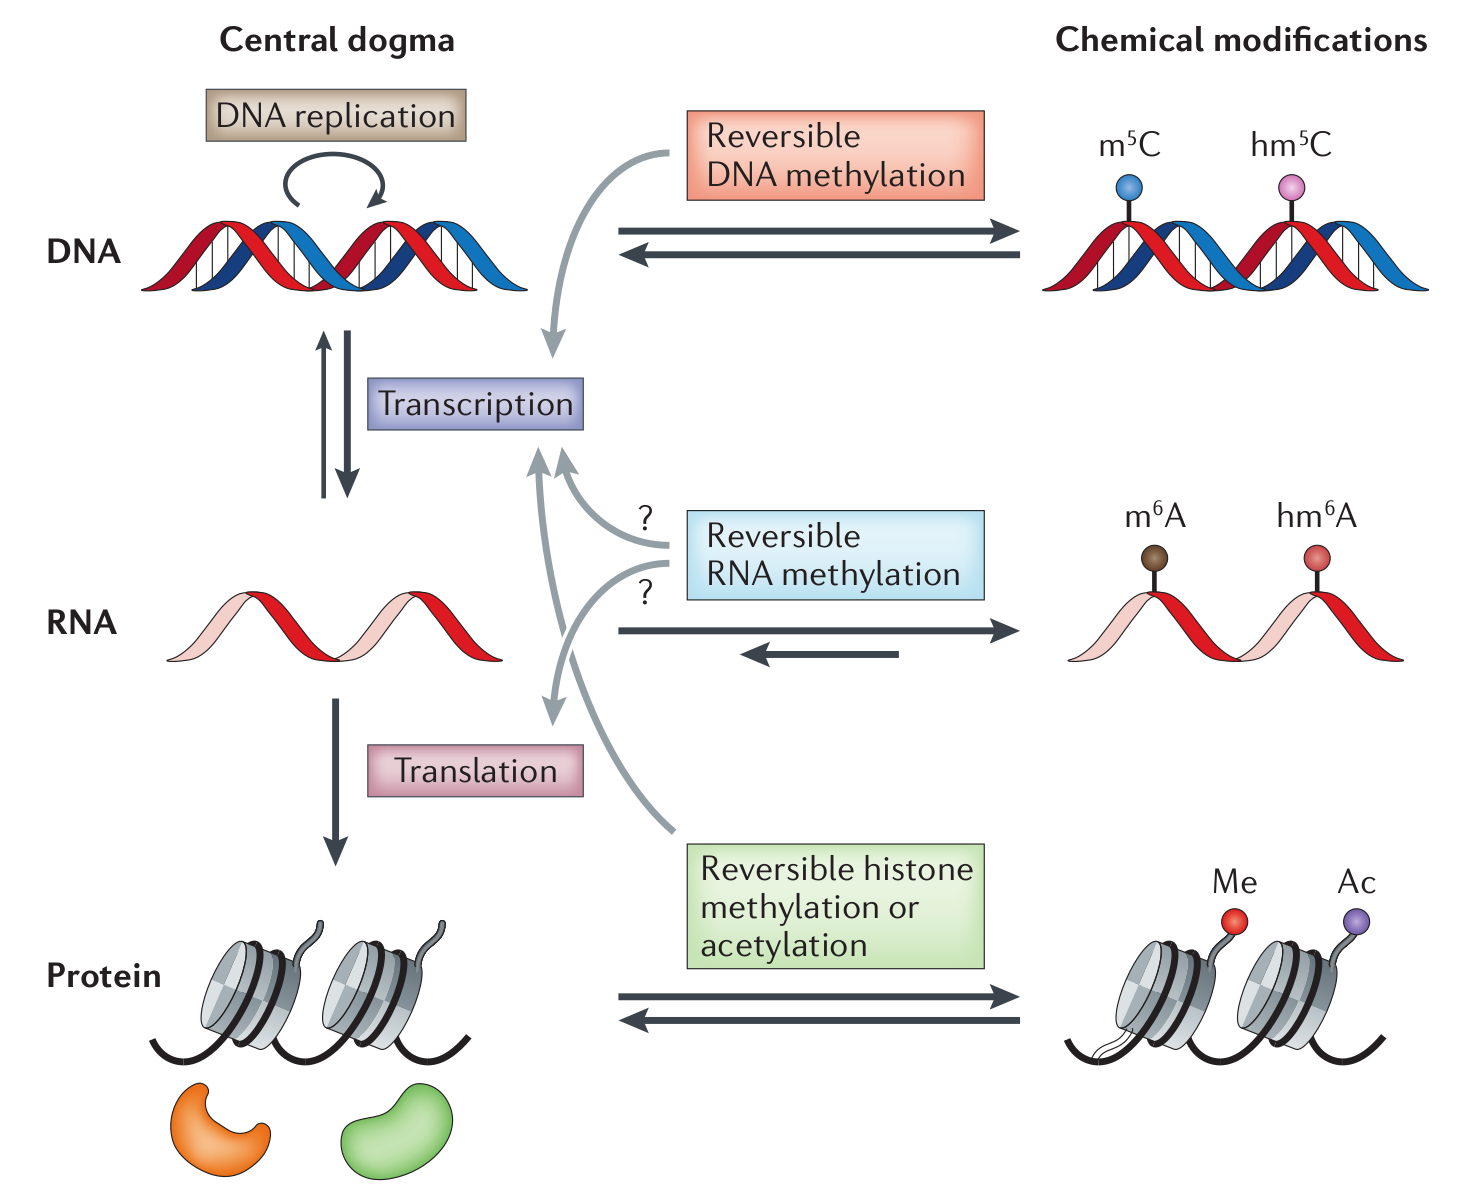 Central dogma
Chemical modifications
DNA replication
Reversible
DNA methylation
m⁵C
hm⁵C
DNA
Transcription
?
Reversible
RNA methylation
?
m⁶A
hm⁶A
RNA
Translation
Reversible histone
methylation or
acetylation
Me
Ac
Protein